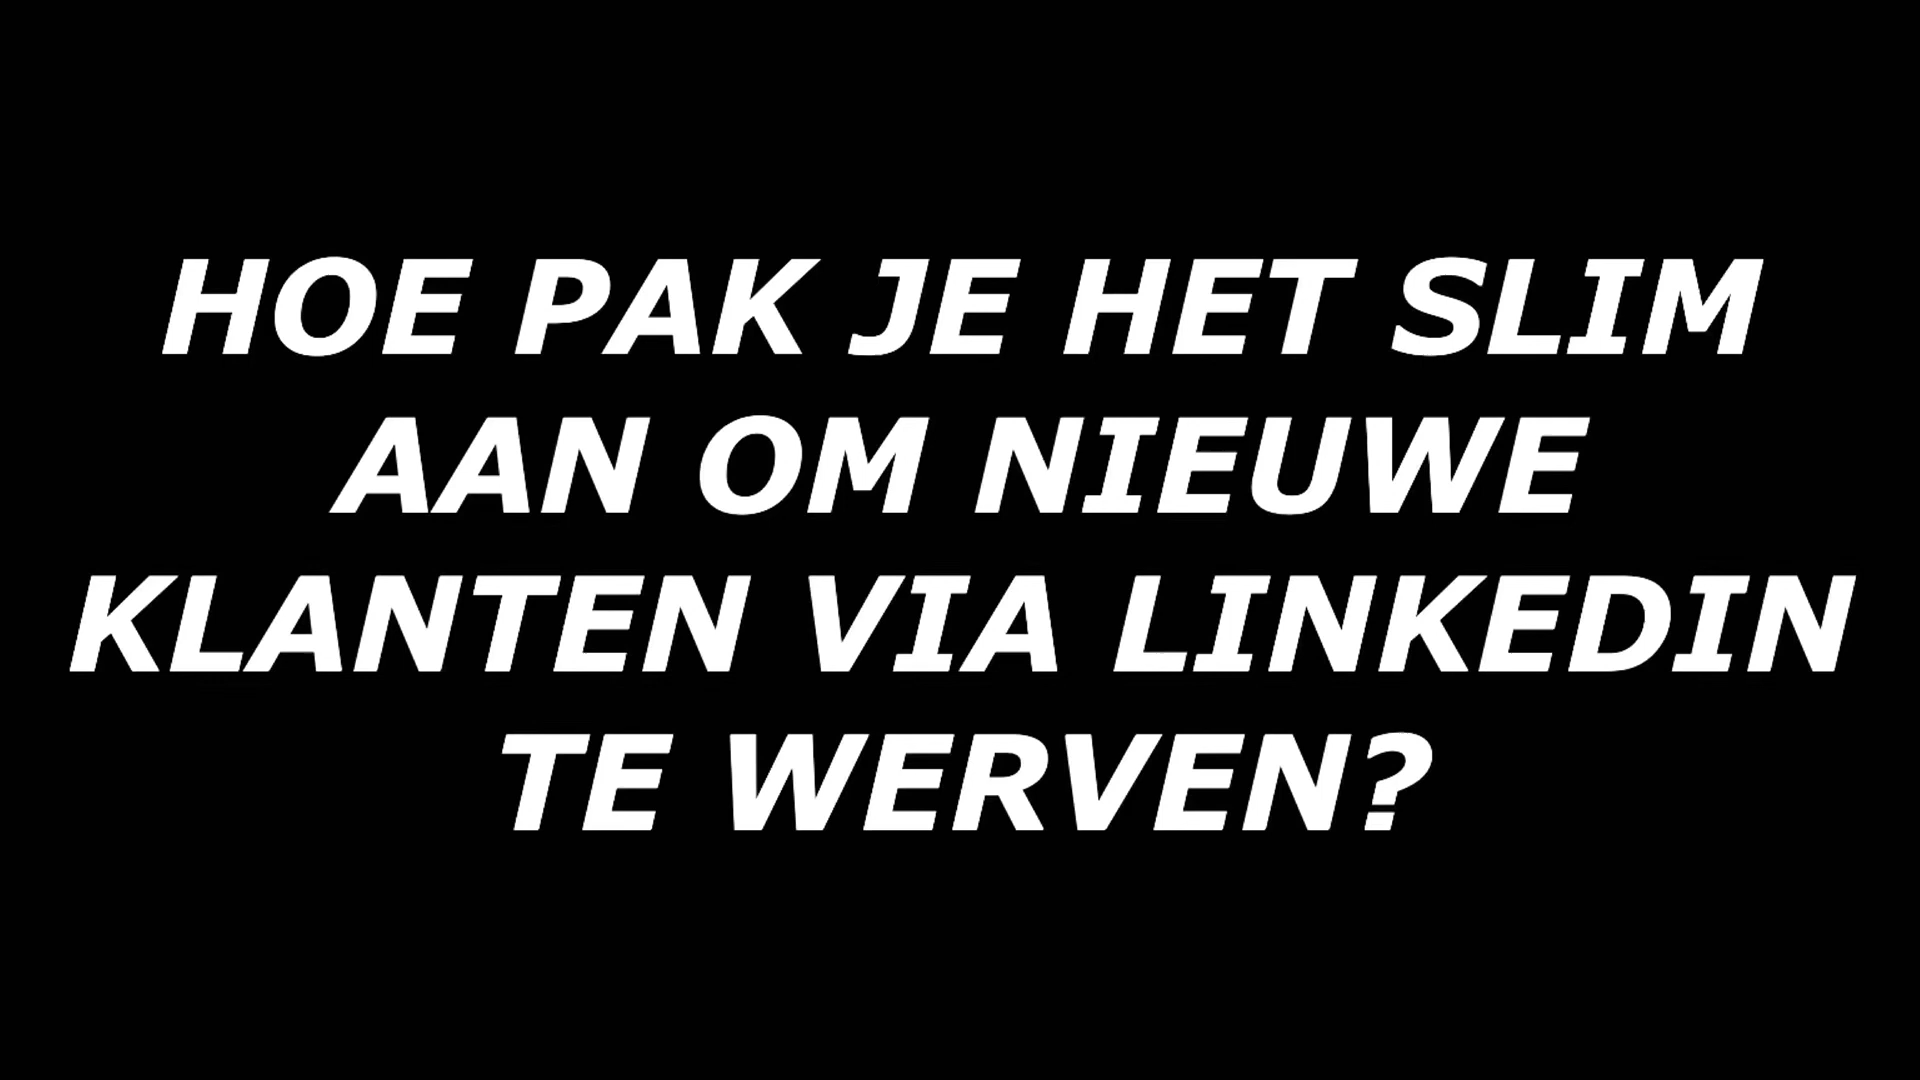 HOE PAK JE HET SLIM
AAN OM NIEUWE
KLANTEN VIA LINKEDIN
TE WERVEN?